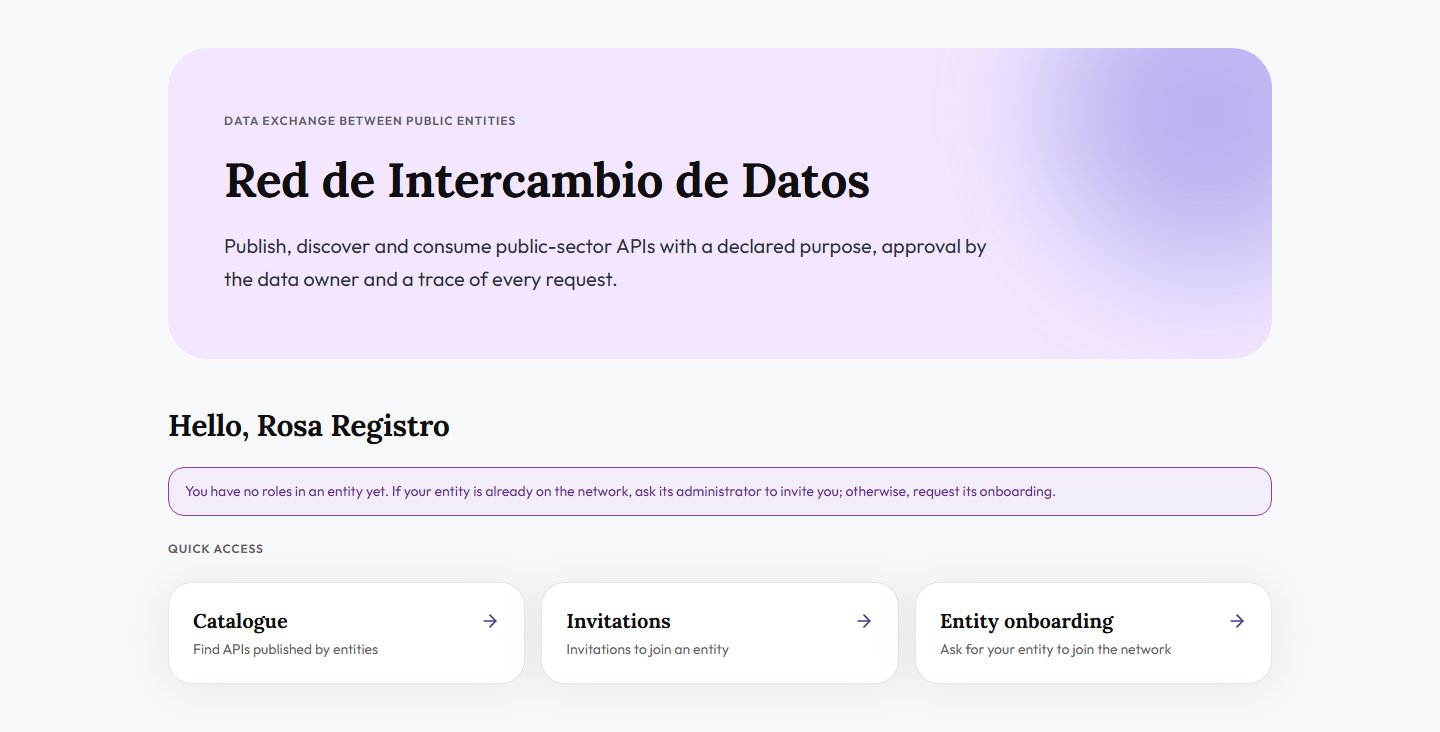 DATA EXCHANGE BETWEEN PUBLIC ENTITIES
Red de Intercambio de Datos
Publish, discover and consume public-sector APIs with a declared purpose, approval by
the data owner and a trace of every request.
Hello, Rosa Registro
You have no roles in an entity yet. If your entity is already on the network, ask its administrator to invite you; otherwise, request its onboarding.
QUICK ACCESS
Catalogue
Find APIs published by entities
Invitations
Invitations to join an entity
Entity onboarding
Ask for your entity to join the network